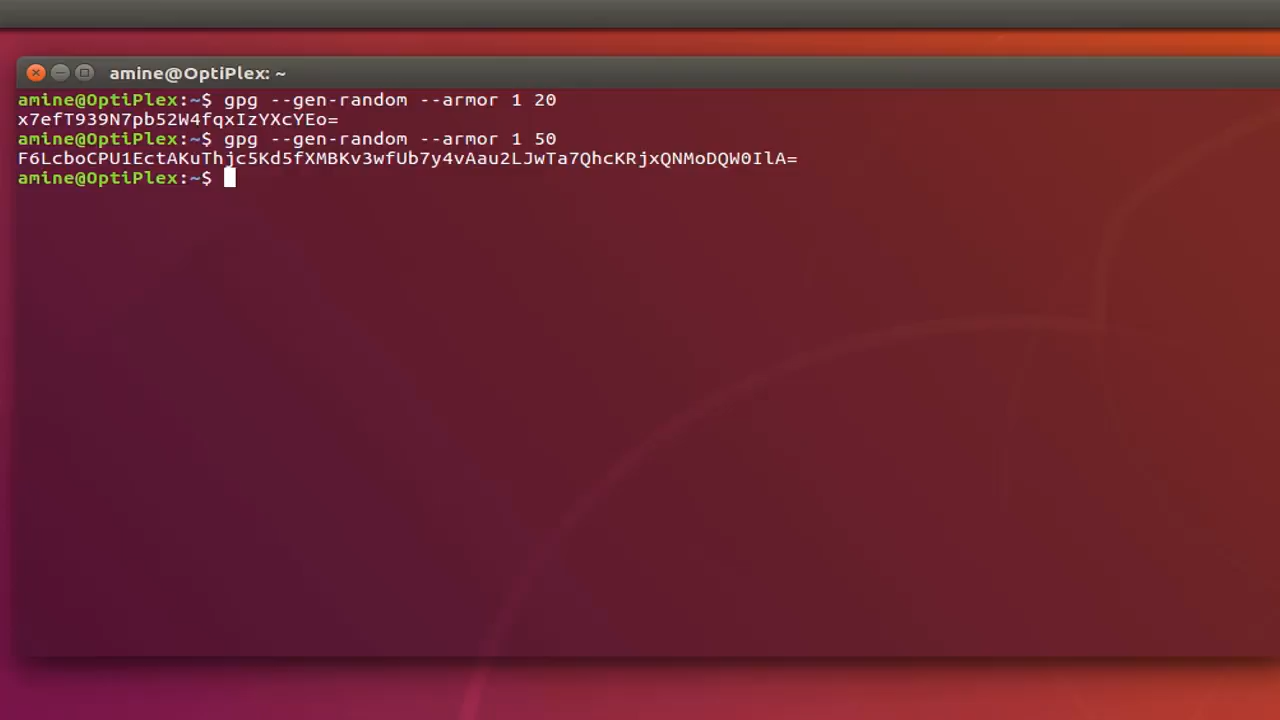 amine@OptiPlex: ~
amine@OptiPlex:~$ gpg --gen-random --armor 1 20
x7efT939N7pb52W4fqxIzYXcYEo=
amine@OptiPlex:~$ gpg --gen-random --armor 1 50
F6LcboCPU1EctAKuThjc5Kd5fXMBKv3wfUb7y4vAau2LJwTa7QhcKRjxQNMoDQW0IlA=
amine@OptiPlex:~$